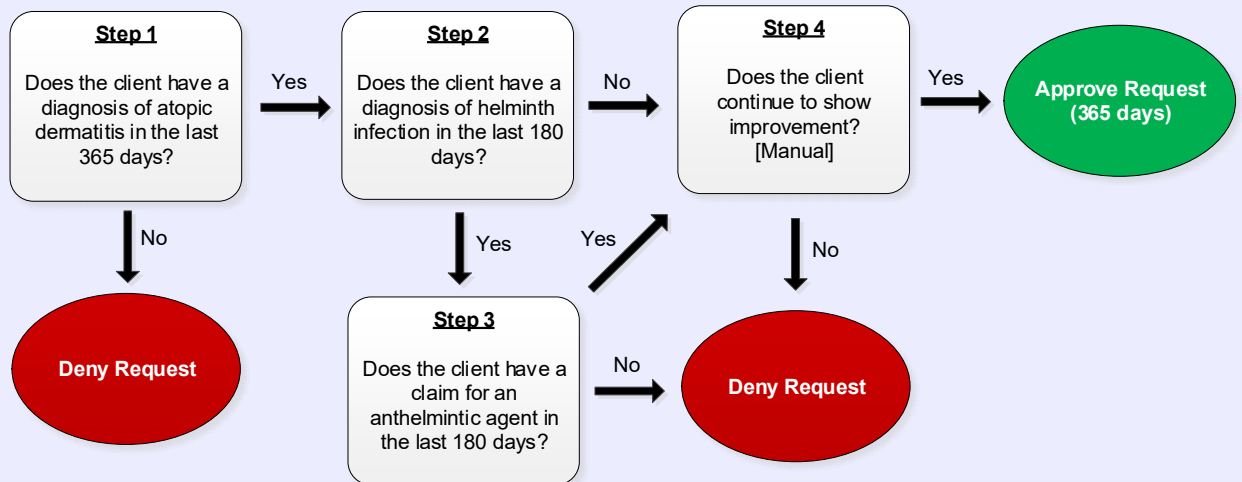 Step 1
Does the client have a
diagnosis of atopic
dermatitis in the last
365 days?
Yes
No
Deny Request
Step 2
Does the client have a
diagnosis of helminth
infection in the last 180
days?
No
Yes
Step 3
Does the client have a
claim for an
anthelmintic agent in
the last 180 days?
Yes
No
Step 4
Does the client
continue to show
improvement?
[Manual]
Yes
No
Approve Request
(365 days)
Deny Request